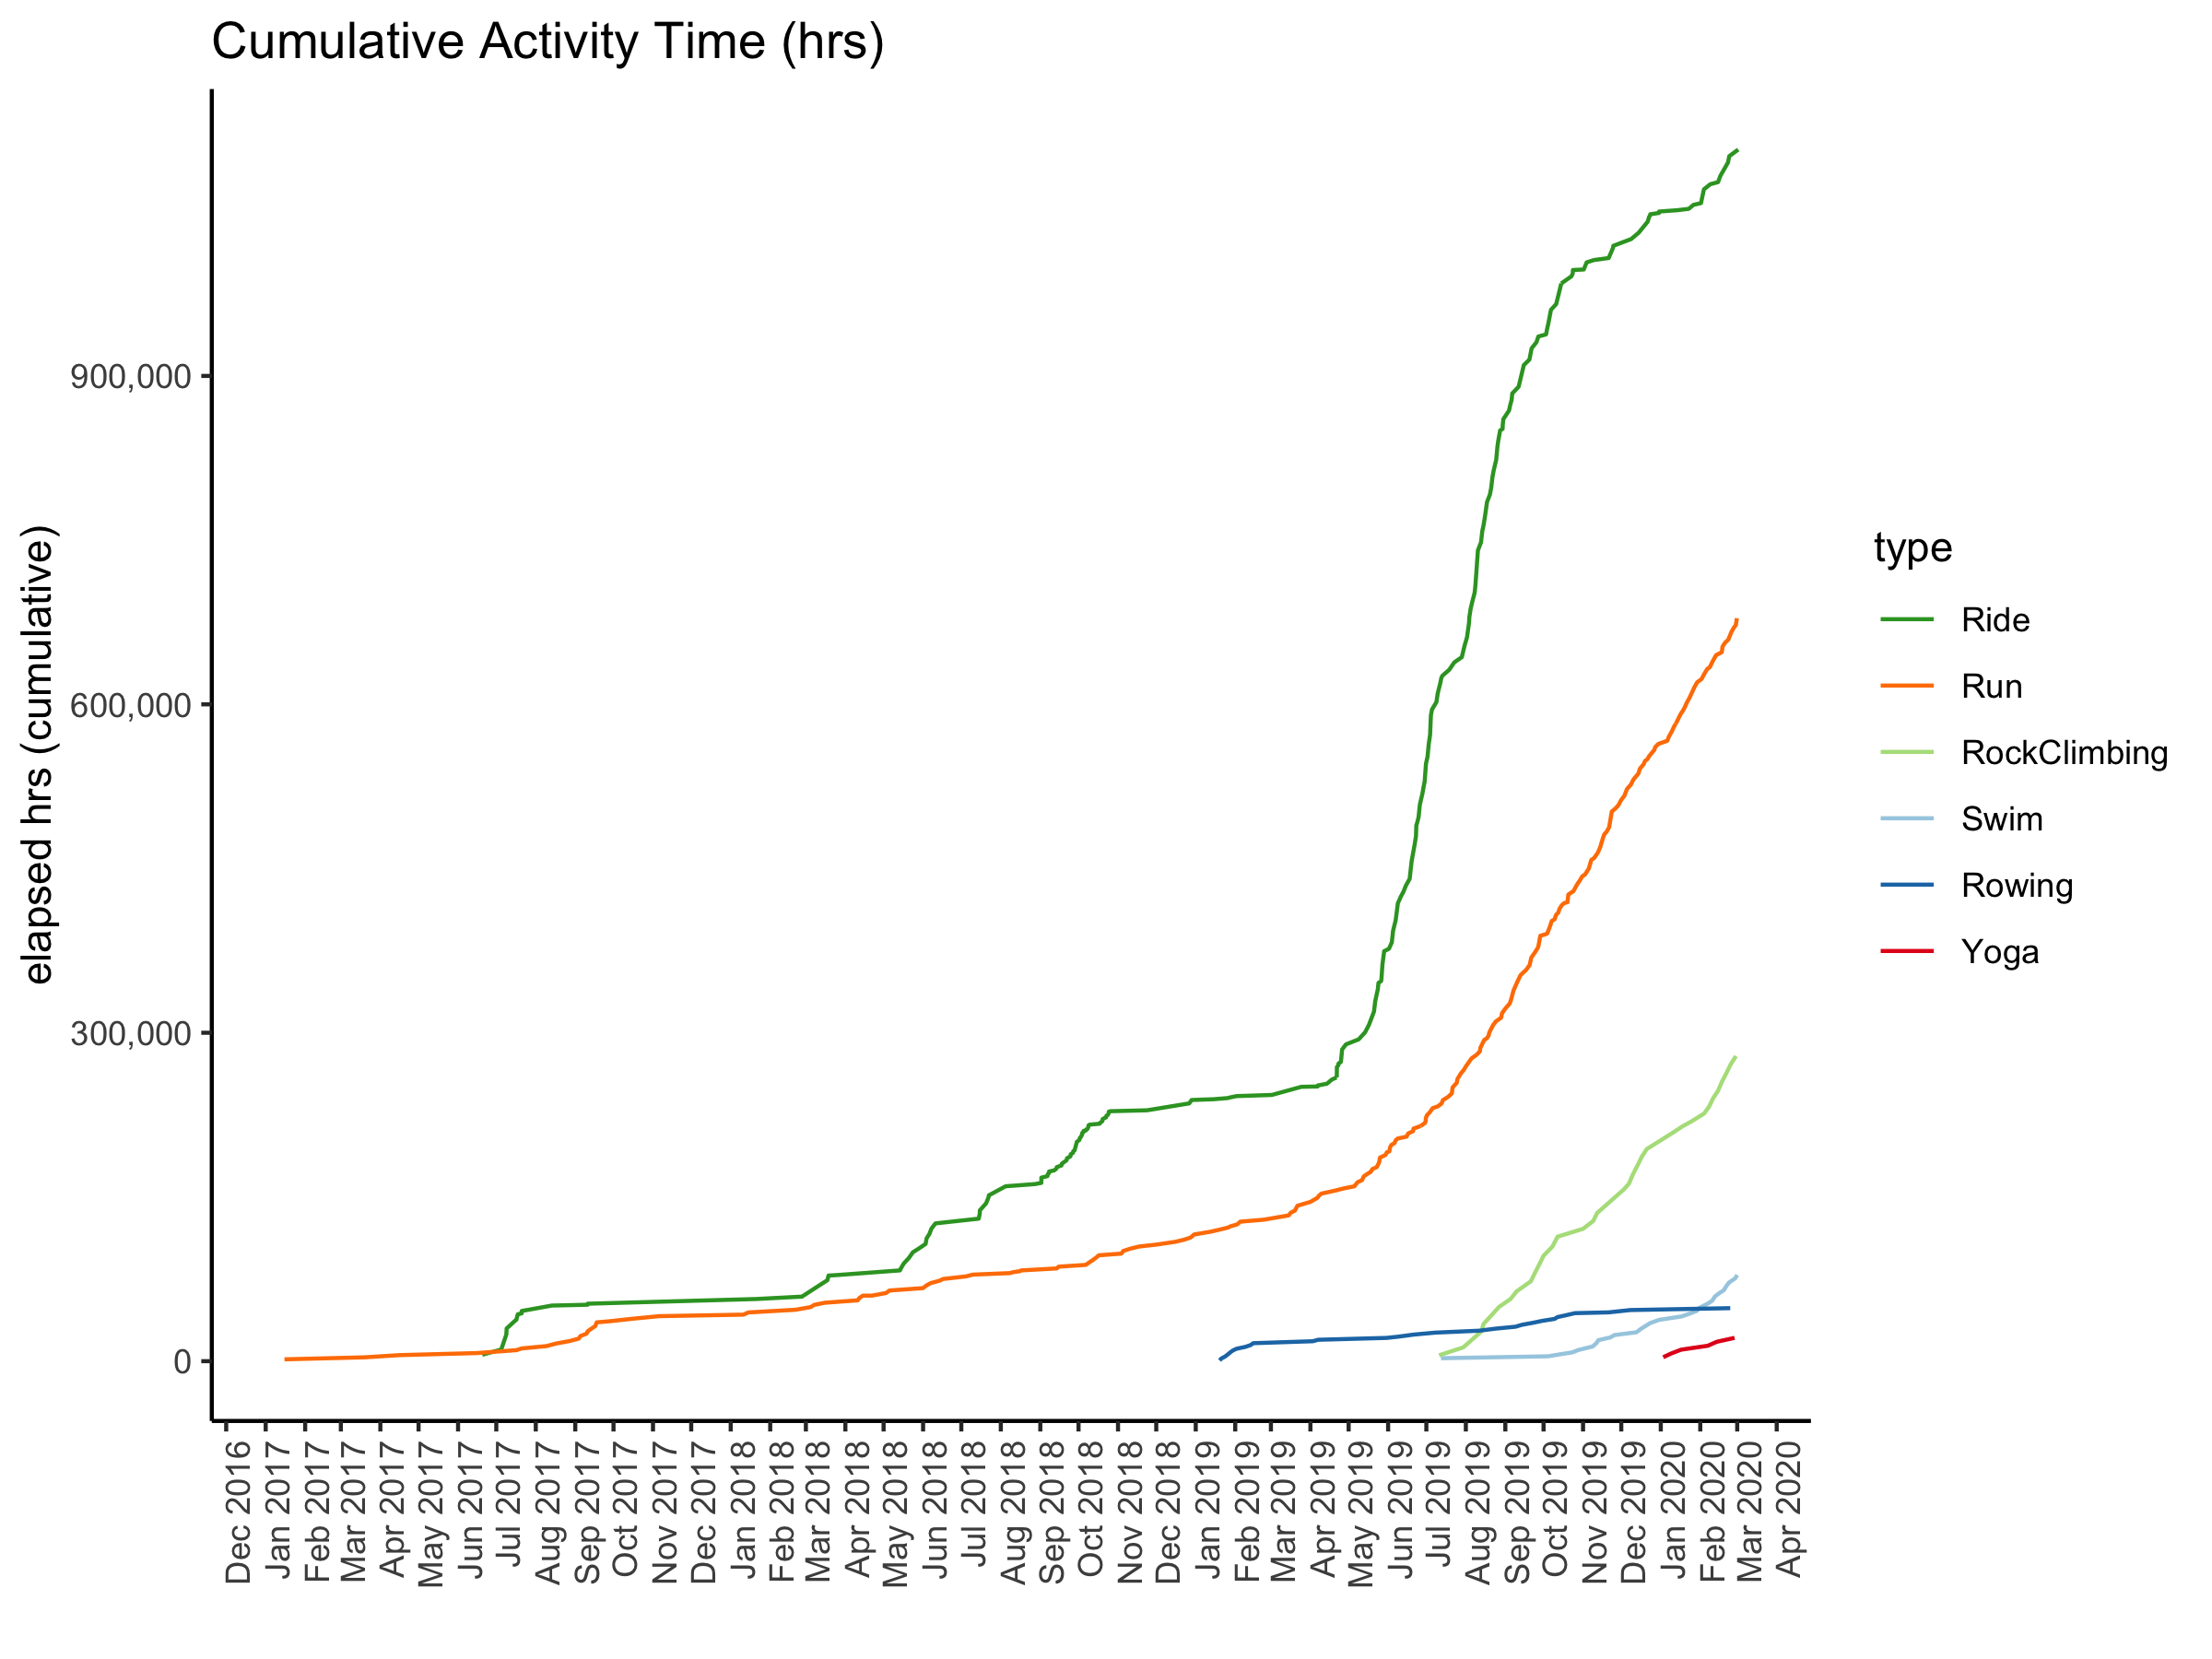 Cumulative Activity Time (hrs)
elapsed hrs (cumulative)
900,000
600,000
300,000
0
Dec 2016
Jan 2017
Feb 2017
Mar 2017
Apr 2017
May 2017
Jun 2017
Jul 2017
Aug 2017
Sep 2017
Oct 2017
Nov 2017
Dec 2017
Jan 2018
Feb 2018
Mar 2018
Apr 2018
May 2018
Jun 2018
Jul 2018
Aug 2018
Sep 2018
Oct 2018
Nov 2018
Dec 2018
Jan 2019
Feb 2019
Mar 2019
Apr 2019
May 2019
Jun 2019
Jul 2019
Aug 2019
Sep 2019
Oct 2019
Nov 2019
Dec 2019
Jan 2020
Feb 2020
Mar 2020
Apr 2020
type
Ride
Run
RockClimbing
Swim
Rowing
Yoga